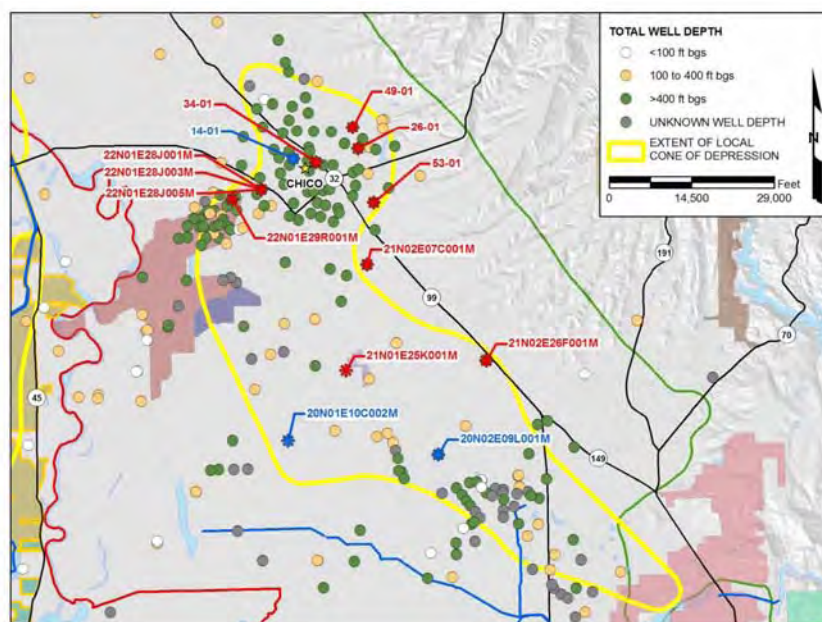 TOTAL WELL DEPTH
<100 ft bgs
100 to 400 ft bgs
>400 ft bgs
UNKNOWN WELL DEPTH
EXTENT OF LOCAL
CONE OF DEPRESSION
Feet
0 14,500 29,000
N
49-01
34-01
26-01
14-01
22N01E28J001M
22N01E28J003M
22N01E28J005M
CHICO
32
53-01
22N01E29R001M
21N02E07C001M
191
99
70
21N01E25K001M
21N02E26F001M
45
20N01E10C002M
20N02E09L001M
149